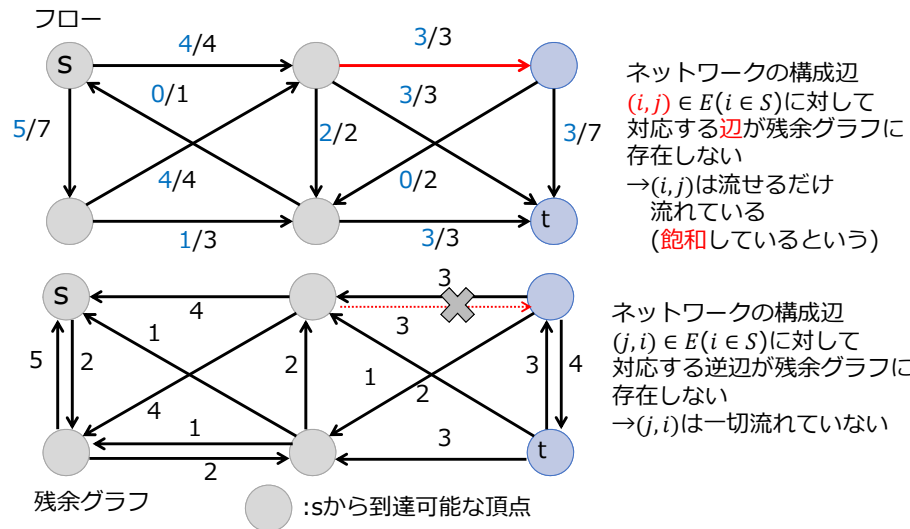 フロー
4/4
3/3
s
0/1
3/3
5/7
2/2
3/7
4/4
0/2
t
1/3
3/3
ネットワークの構成辺
(i, j) ∈ E(i ∈ S)に対して
対応する辺が残余グラフに
存在しない
→(i, j)は流せるだけ
流れている
(飽和しているという)
3
s
4
3
1
5
2
2
1
2
3
4
4
1
3
t
2
ネットワークの構成辺
(j, i) ∈ E(i ∈ S)に対して
対応する逆辺が残余グラフに
存在しない
→(j, i)は一切流れていない
残余グラフ
:sから到達可能な頂点